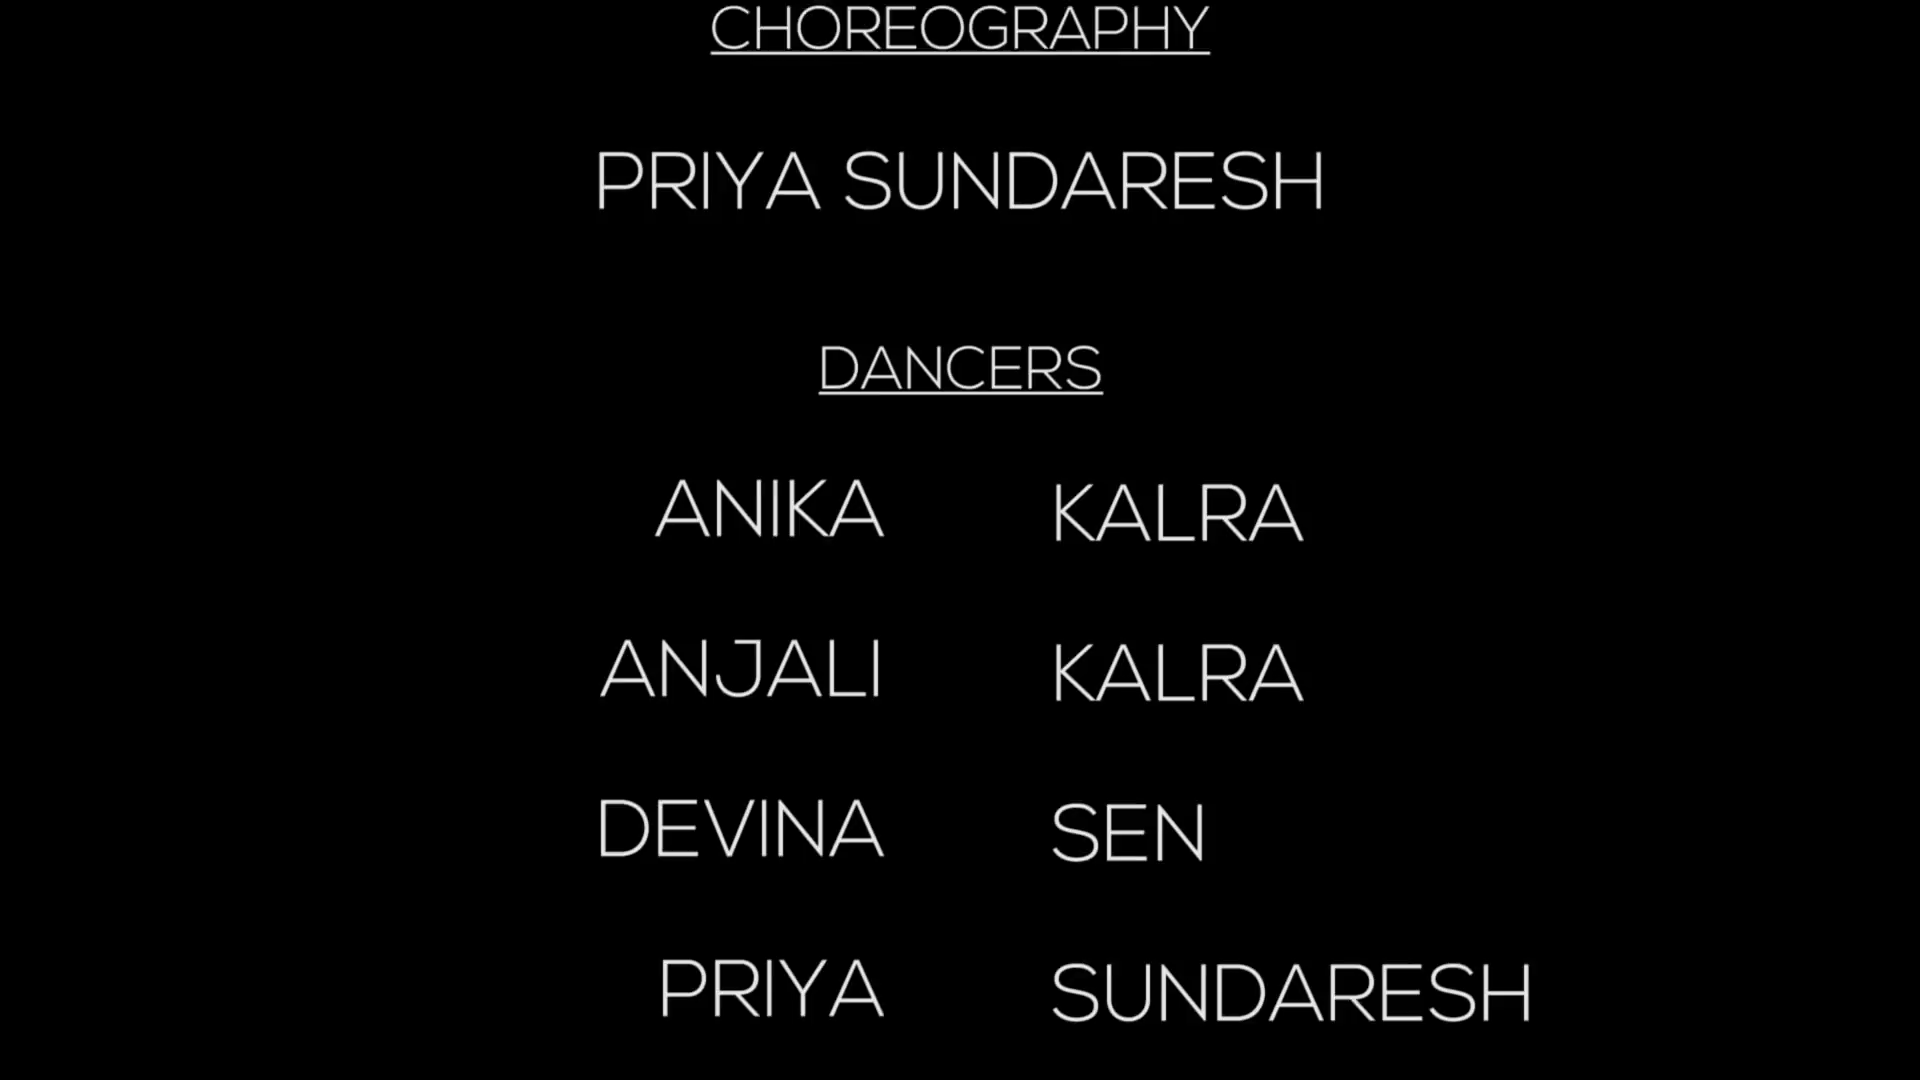 CHOREOGRAPHY
PRIYA SUNDARESH
DANCERS
ANIKA KALRA
ANJALI KALRA
DEVINA SEN
PRIYA SUNDARESH